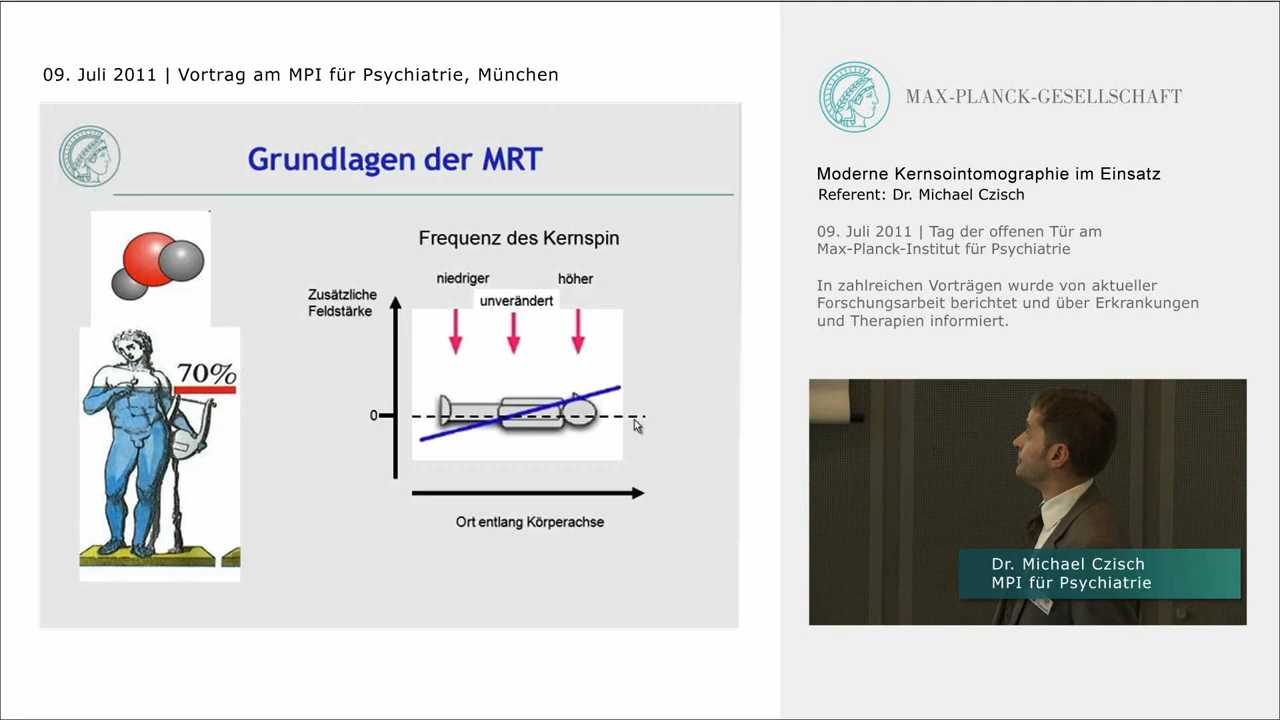 09. Juli 2011 | Vortrag am MPI für Psychiatrie, München
Grundlagen der MRT
70%
Frequenz des Kernspin
niedriger
höher
unverändert
Zusätzliche
Feldstärke
0
Ort entlang Körperachse
MAX-PLANCK-GESELLSCHAFT
Moderne Kernsointomographie im Einsatz
Referent: Dr. Michael Czisch
09. Juli 2011 | Tag der offenen Tür am
Max-Planck-Institut für Psychiatrie
In zahlreichen Vorträgen wurde von aktueller
Forschungsarbeit berichtet und über Erkrankungen
und Therapien informiert.
Dr. Michael Czisch
MPI für Psychiatrie